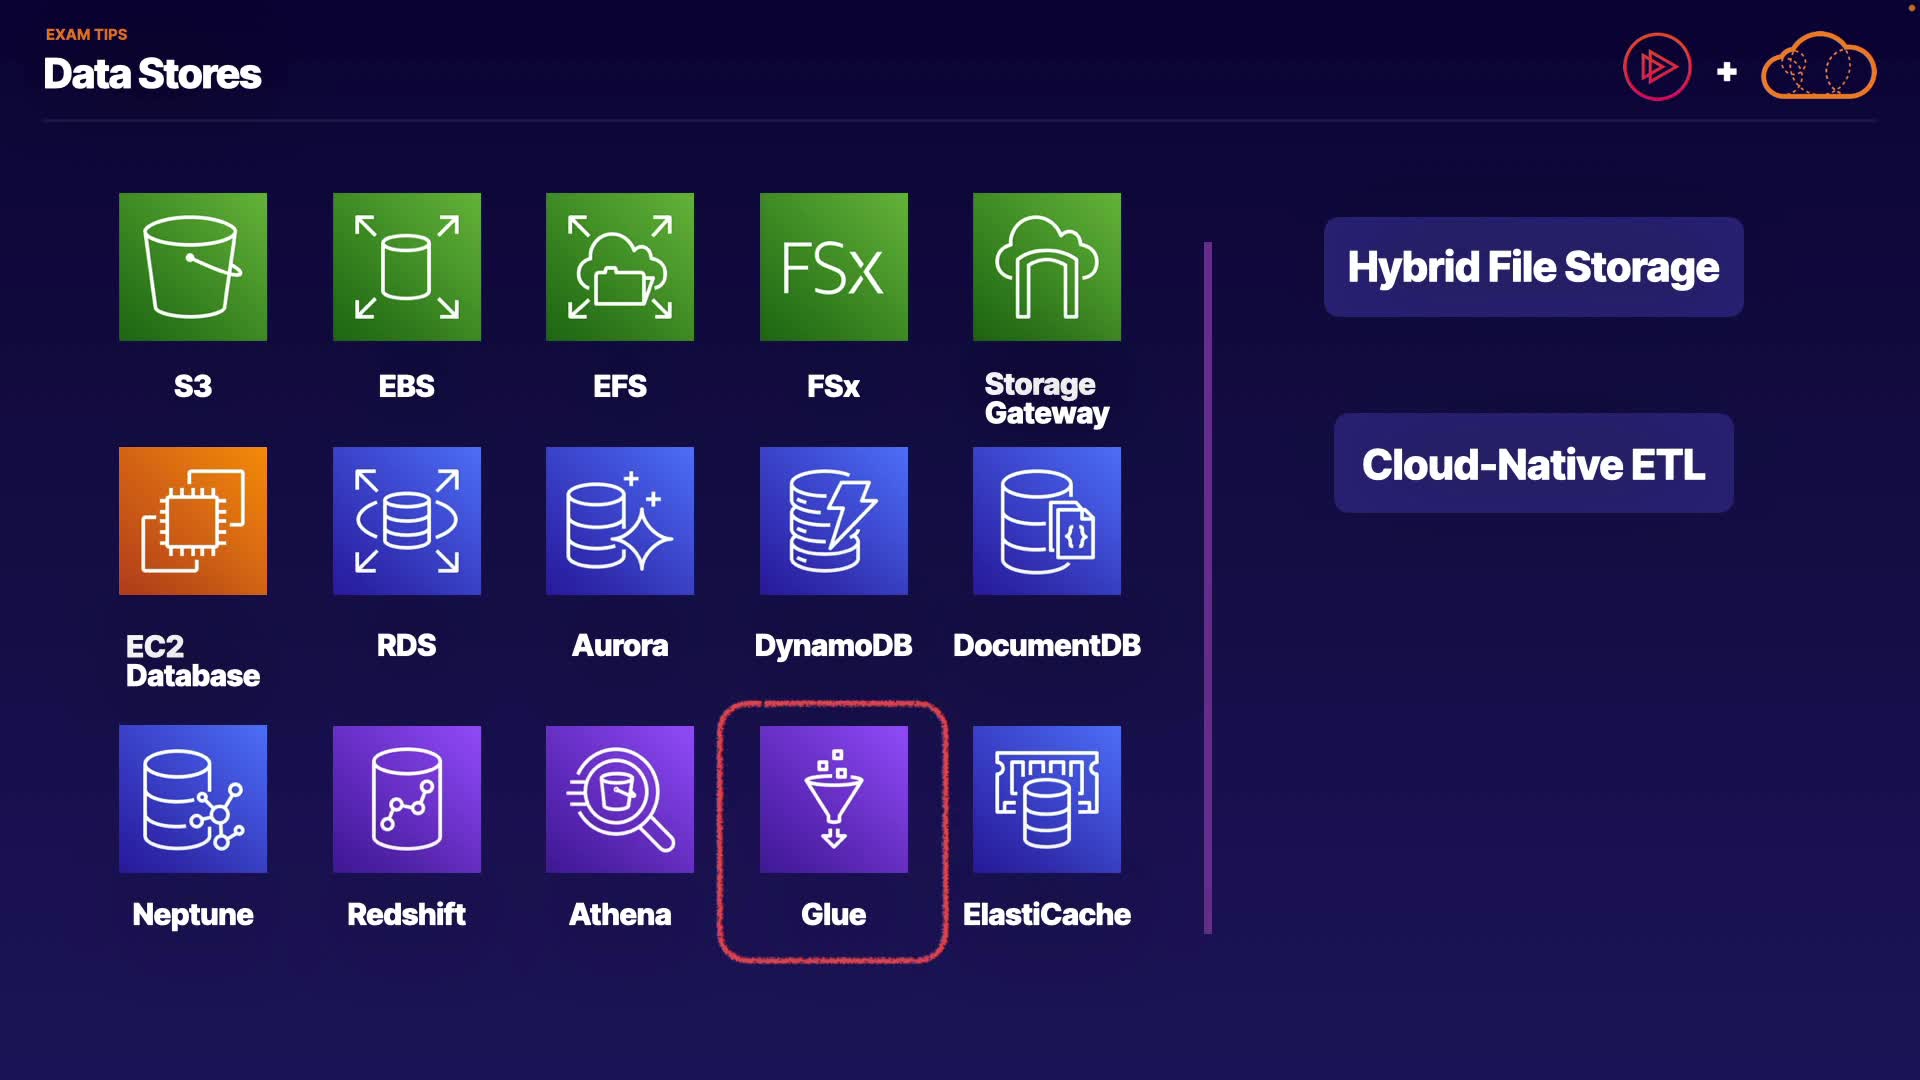 EXAM TIPS
Data Stores
FSx
S3
EBS
EFS
FSx
Storage
Gateway
EC2
Database
RDS
Aurora
DynamoDB
DocumentDB
Neptune
Redshift
Athena
Glue
ElastiCache
Hybrid File Storage
Cloud-Native ETL